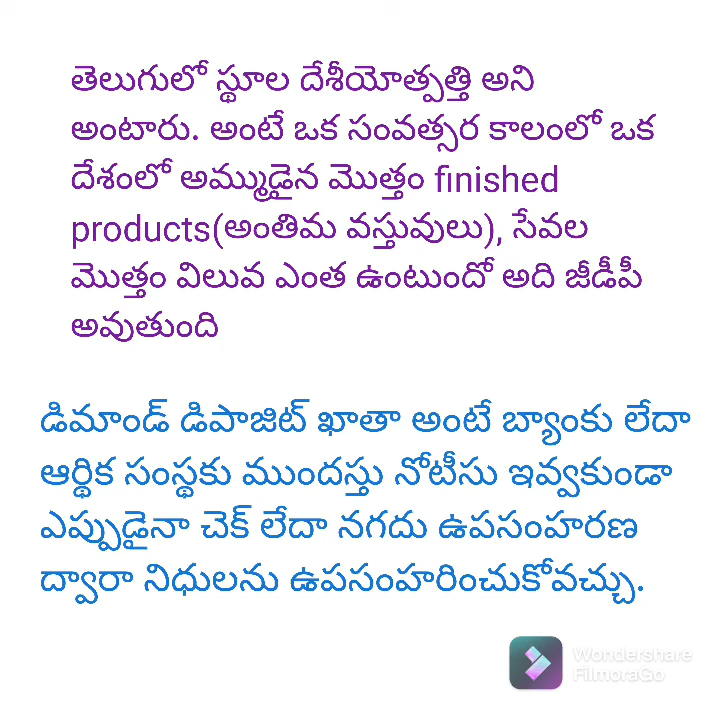 తెలుగులో స్థూల దేశీయోత్పత్తి అని
అంటారు. అంటే ఒక సంవత్సర కాలంలో ఒక
దేశంలో అమ్ముడైన మొత్తం finished
products(అంతిమ వస్తువులు), సేవల
మొత్తం విలువ ఎంత ఉంటుందో అది జీడీపీ
అవుతుంది
డిమాండ్ డిపాజిట్ ఖాతా అంటే బ్యాంకు లేదా
ఆర్థిక సంస్థకు ముందస్తు నోటీసు ఇవ్వకుండా
ఎప్పుడైనా చెక్ లేదా నగదు ఉపసంహరణ
ద్వారా నిధులను ఉపసంహరించుకోవచ్చు.
Wondershare
FilmoraGo